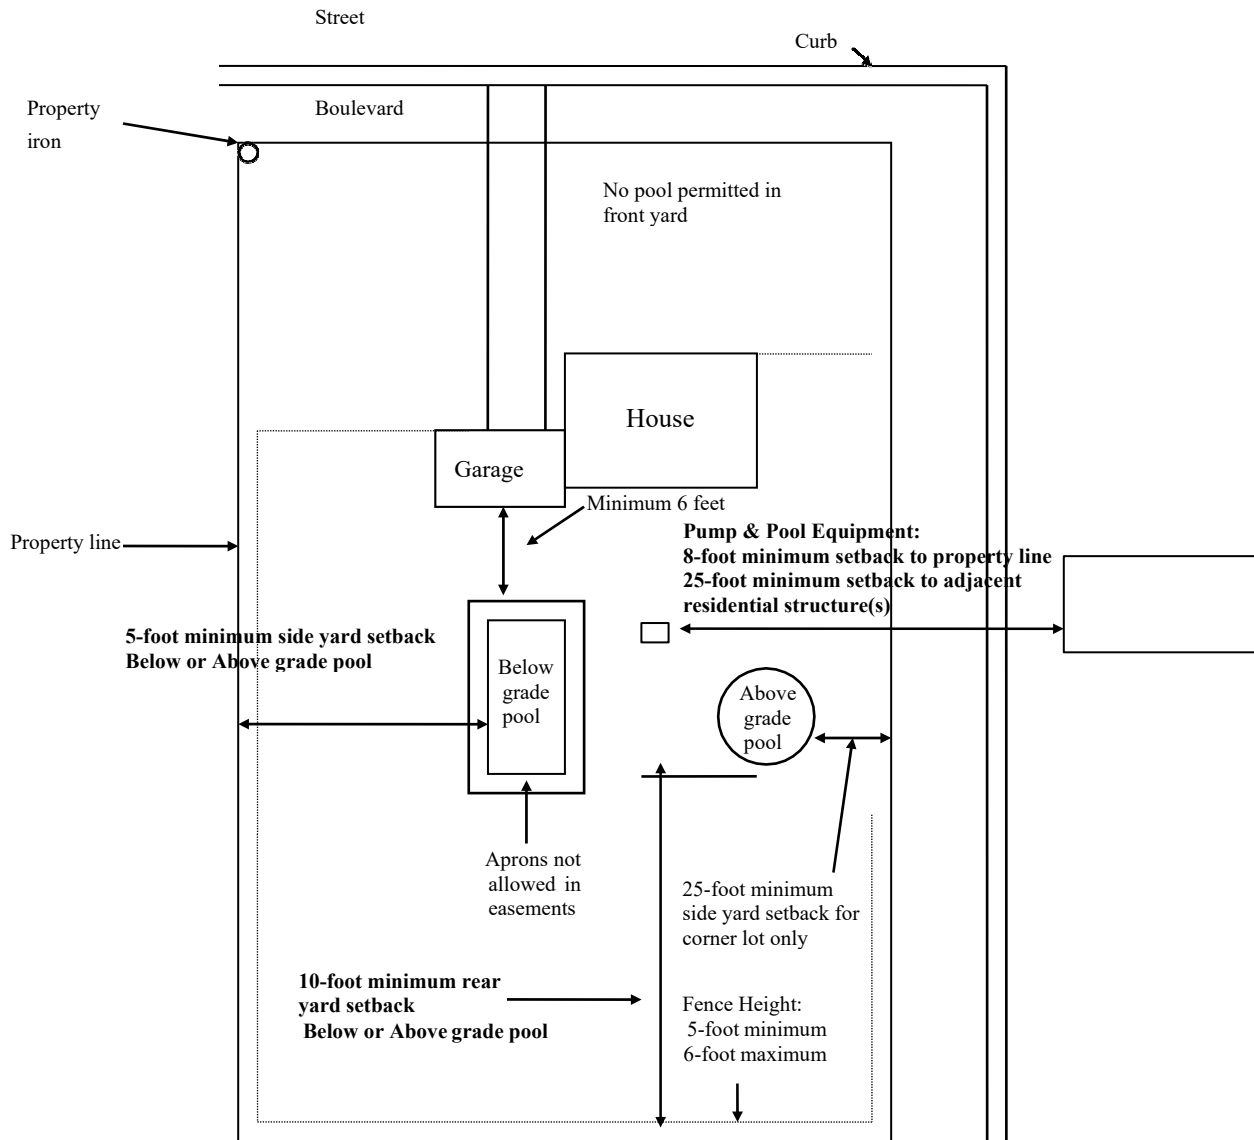 Street
Curb
Property
iron
Boulevard
No pool permitted in
front yard
House
Garage
Minimum 6 feet
Property line
Pump & Pool Equipment:
8-foot minimum setback to property line
25-foot minimum setback to adjacent
residential structure(s)
5-foot minimum side yard setback
Below or Above grade pool
Below
grade
pool
Above
grade
pool
Aprons not
allowed in
easements
25-foot minimum
side yard setback for
corner lot only
10-foot minimum rear
yard setback
Below or Above grade pool
Fence Height:
5-foot minimum
6-foot maximum